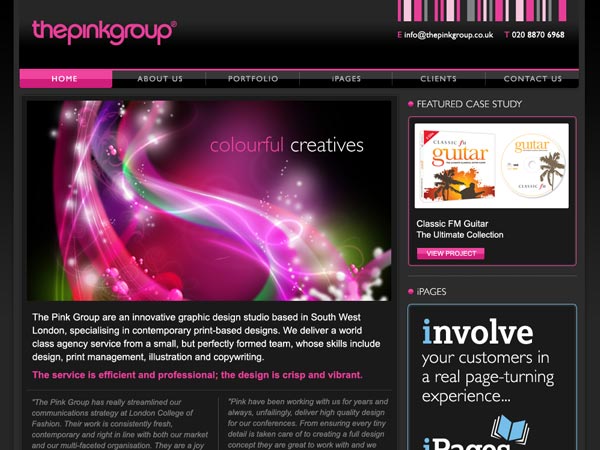 thepinkgroup®
E info@thepinkgroup.co.uk T 020 8870 6968
HOME ABOUT US PORTFOLIO iPAGES CLIENTS CONTACT US
colourful creatives
The Pink Group are an innovative graphic design studio based in South West
London, specialising in contemporary print-based designs. We deliver a world
class agency service from a small, but perfectly formed team, whose skills include
design, print management, illustration and copywriting.
The service is efficient and professional; the design is crisp and vibrant.
"The Pink Group has really streamlined our
communications strategy at London College of
Fashion. Their work is consistently fresh,
contemporary and right in line with both our market
and our multi-faceted organisation. They are a joy
"Pink have been working with us for years and
always, unfailingly, deliver high quality design
for our conferences. From ensuring every tiny
detail is taken care of to creating a full design
concept they are great to work with and we
FEATURED CASE STUDY
CLASSIC fM
guitar
CLASSIC fM
guitar
Classic FM Guitar
The Ultimate Collection
VIEW PROJECT
iPAGES
involve
your customers in
a real page-turning
experience...
iPages